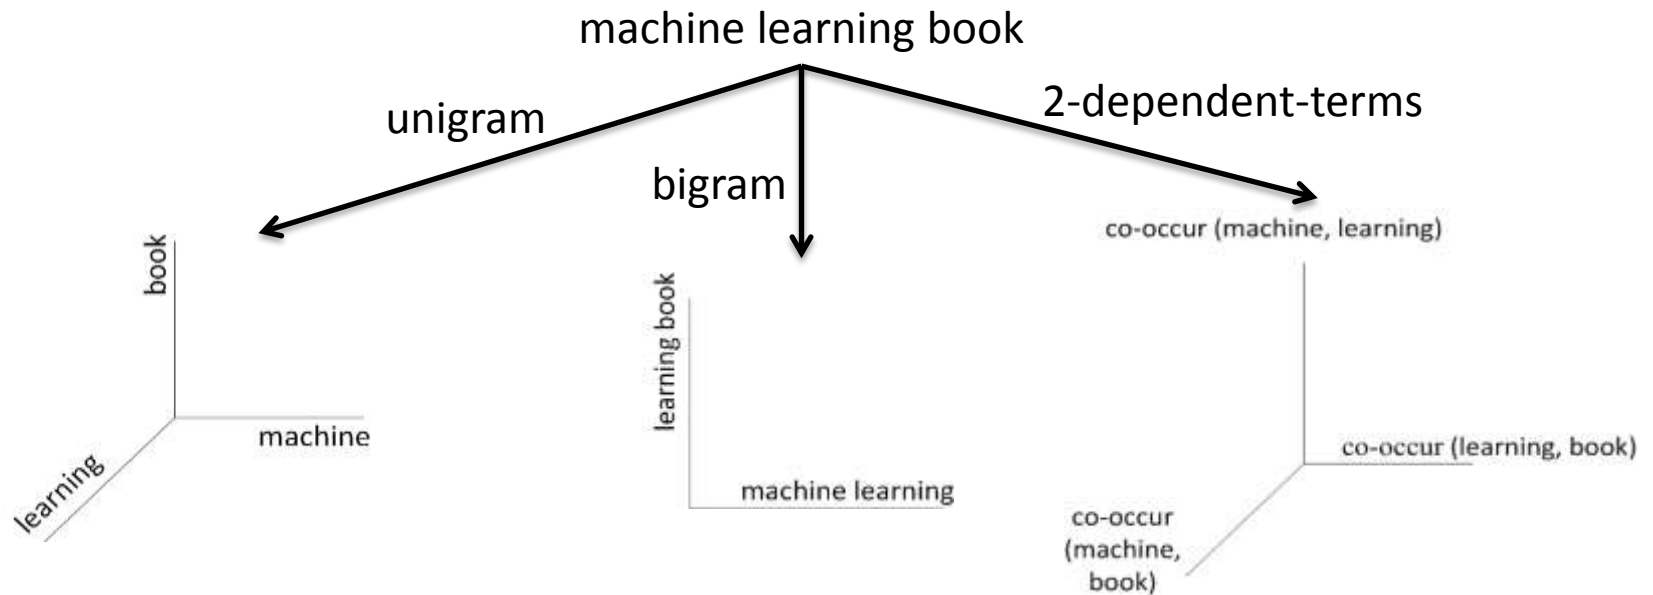 machine learning book
unigram
bigram
2-dependent-terms
book
machine
learning
learning book
machine learning
co-occur (machine, learning)
co-occur (learning, book)
co-occur
(machine,
book)